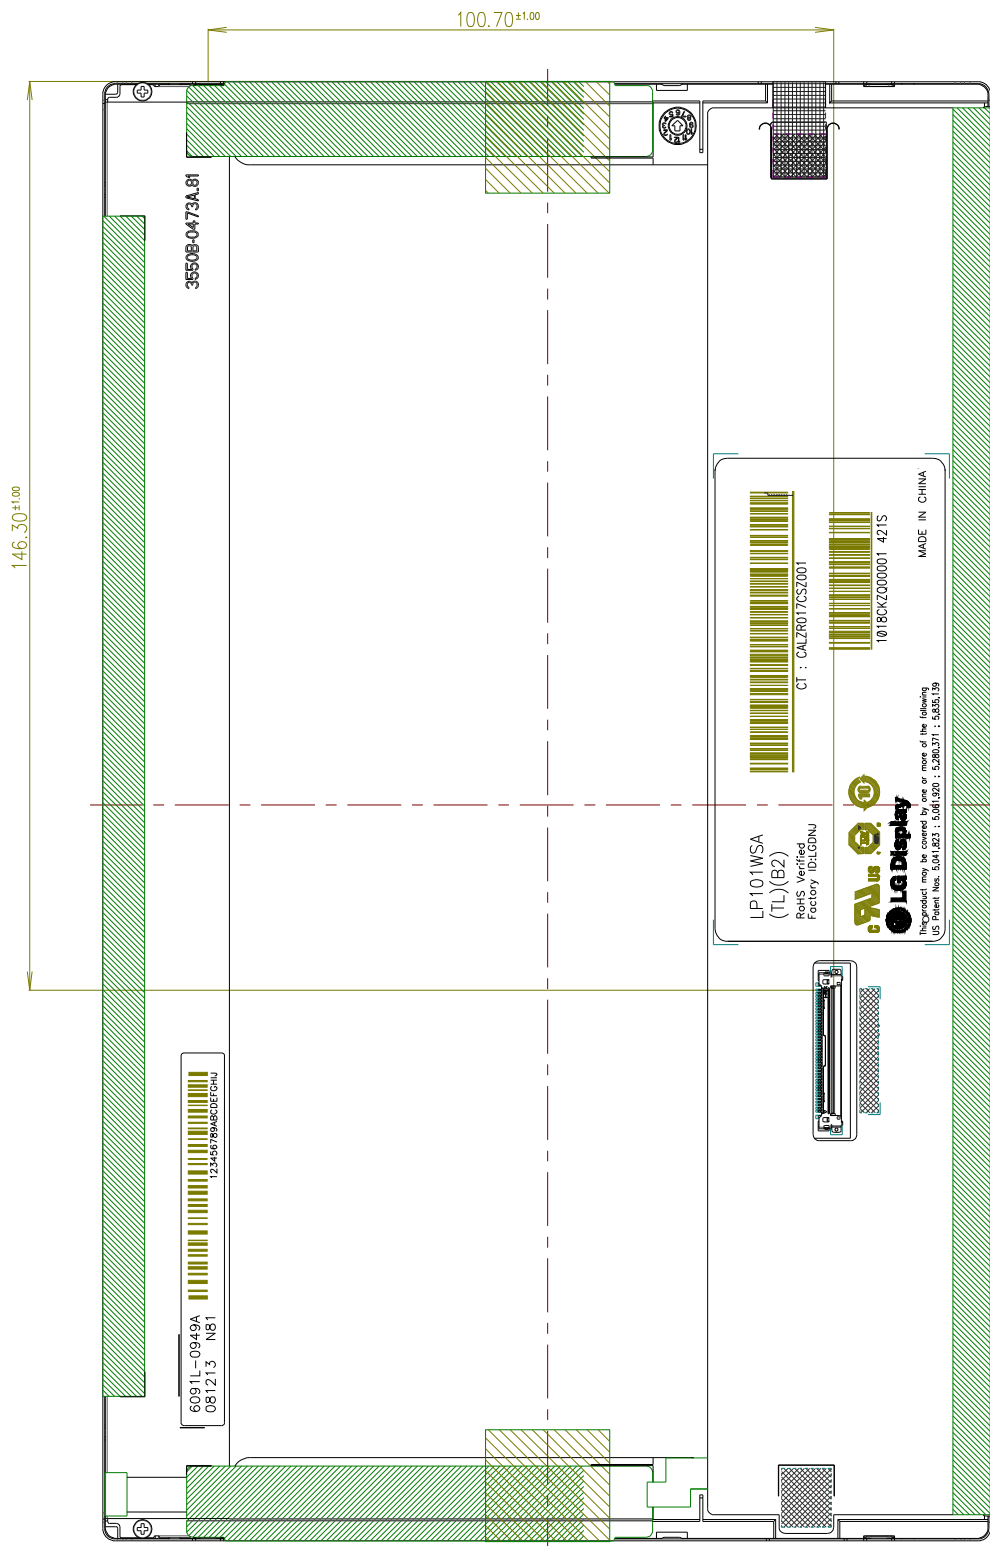 100.70±1.00
146.30±1.00
3550B-0473A.81
CT : CALZR017CSZ001
1018CKZQ00001 421S
MADE IN CHINA
LP101WSA
(TL)(B2)
RoHS Verified
Factory ID:LGDNJ
c US
10
LG Display
This product may be covered by one or more of the following
US Patent Nos. 5,041,823 ; 5,061,920 ; 5,280,371 ; 5,835,139
123456789ABCDEFGHIJ
6091L-0949A
081213 N81